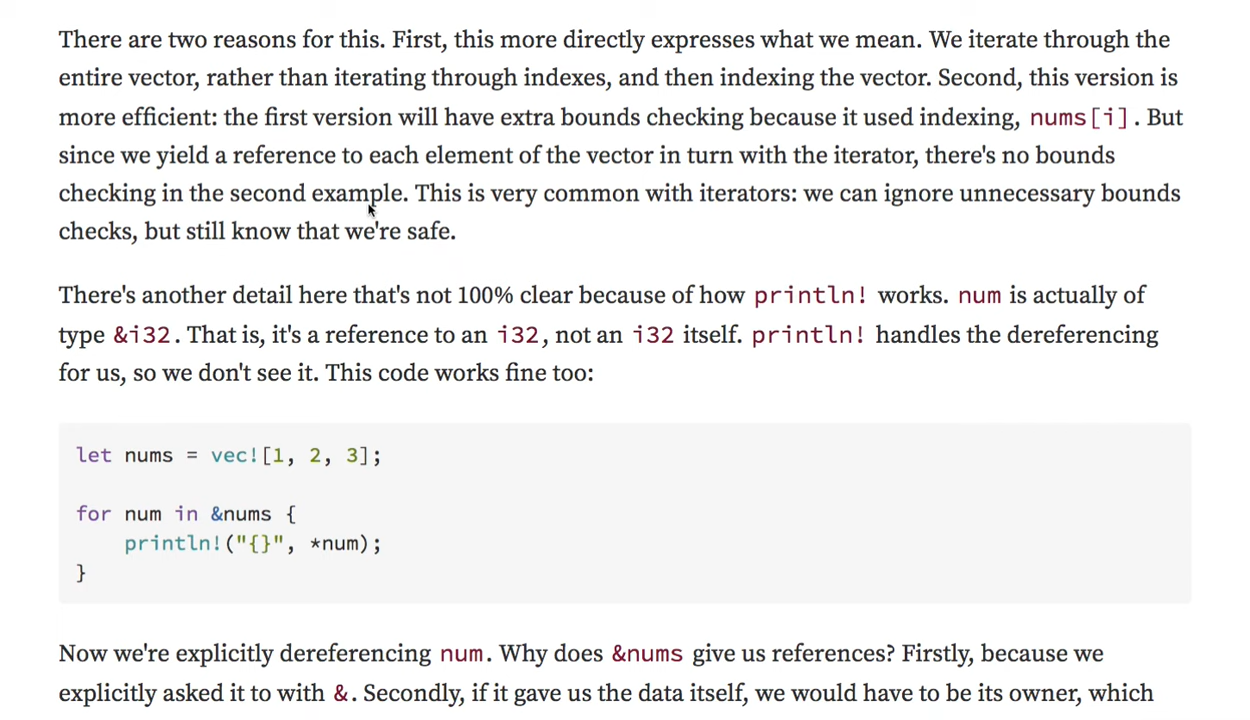 There are two reasons for this. First, this more directly expresses what we mean. We iterate through the
entire vector, rather than iterating through indexes, and then indexing the vector. Second, this version is
more efficient: the first version will have extra bounds checking because it used indexing, nums[i]. But
since we yield a reference to each element of the vector in turn with the iterator, there's no bounds
checking in the second example. This is very common with iterators: we can ignore unnecessary bounds
checks, but still know that we're safe.
There's another detail here that's not 100% clear because of how println! works. num is actually of
type &i32. That is, it's a reference to an i32, not an i32 itself. println! handles the dereferencing
for us, so we don't see it. This code works fine too:
let nums = vec![1, 2, 3];
for num in &nums {
    println!("{}", *num);
}
Now we're explicitly dereferencing num. Why does &nums give us references? Firstly, because we
explicitly asked it to with &. Secondly, if it gave us the data itself, we would have to be its owner, which